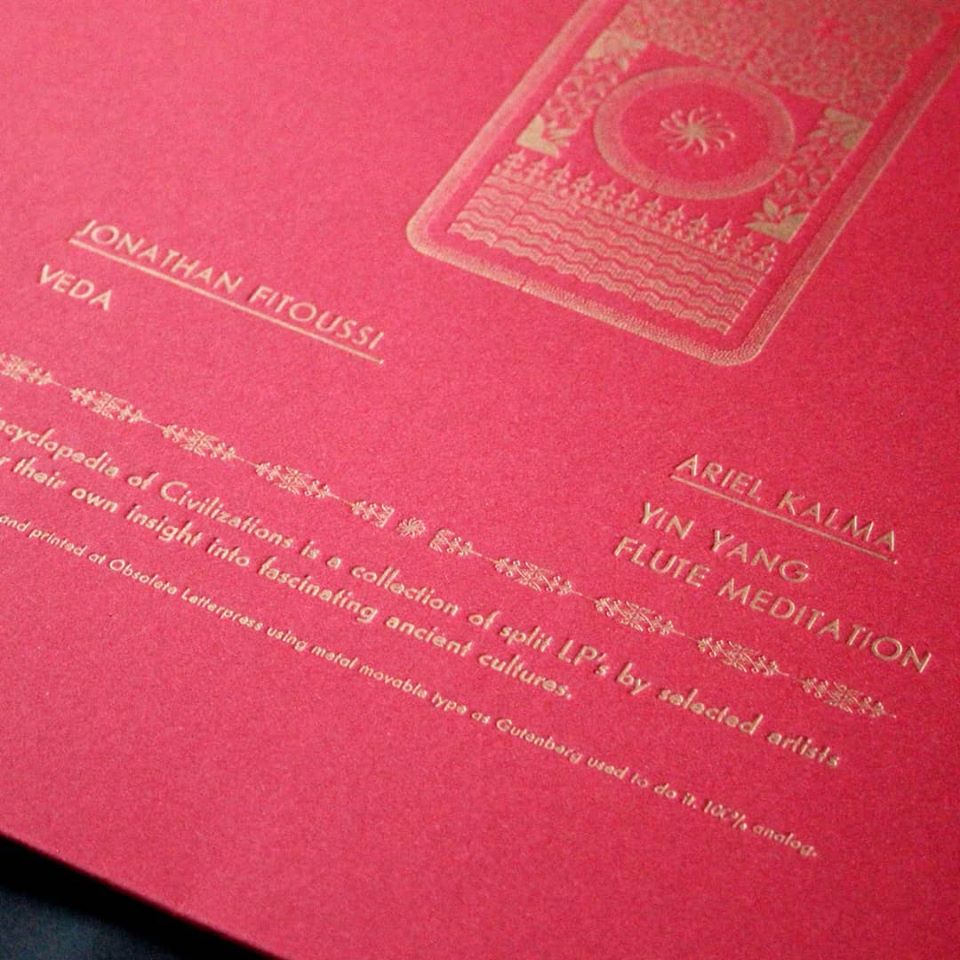 JONATHAN FITOUSSI
VEDA
ARIEL KALMA
YIN YANG
FLUTE MEDITATION
cyclopedia of Civilizations is a collection of split LP's by selected artists
their own insight into fascinating ancient cultures.
and printed at Obsolete Letterpress using metal movable type as Gutenberg used to do it. 100% analog.